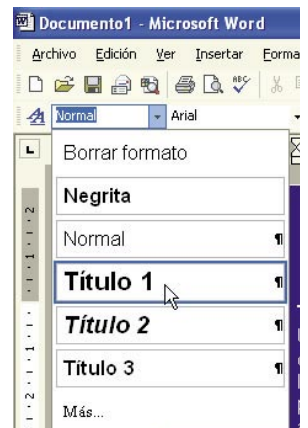 Documento1 - Microsoft Word
Archivo Edición Ver Insertar Forma
Normal Arial
Borrar formato
Negrita
Normal ¶
Título 1 ¶
Título 2 ¶
Título 3 ¶
Más...